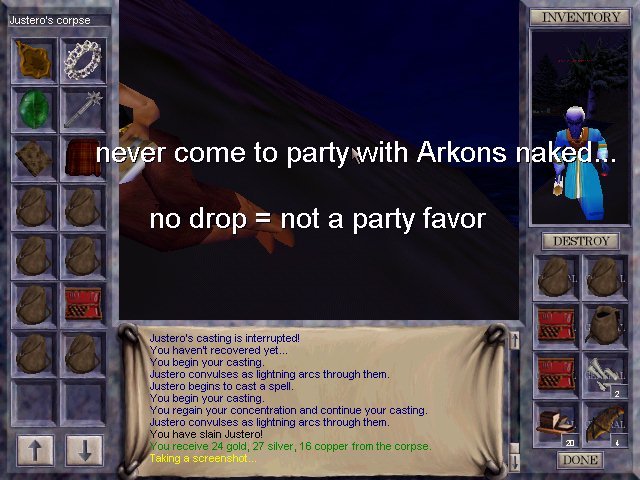 Justero's corpse
INVENTORY
never come to party with Arkons naked...
no drop = not a party favor
DESTROY
2
20
4
DONE
Justero's casting is interrupted!
You haven't recovered yet...
You begin your casting.
Justero convulses as lightning arcs through them.
Justero begins to cast a spell.
You begin your casting.
You regain your concentration and continue your casting.
Justero convulses as lightning arcs through them.
You have slain Justero!
You receive 24 gold, 27 silver, 16 copper from the corpse.
Taking a screenshot...